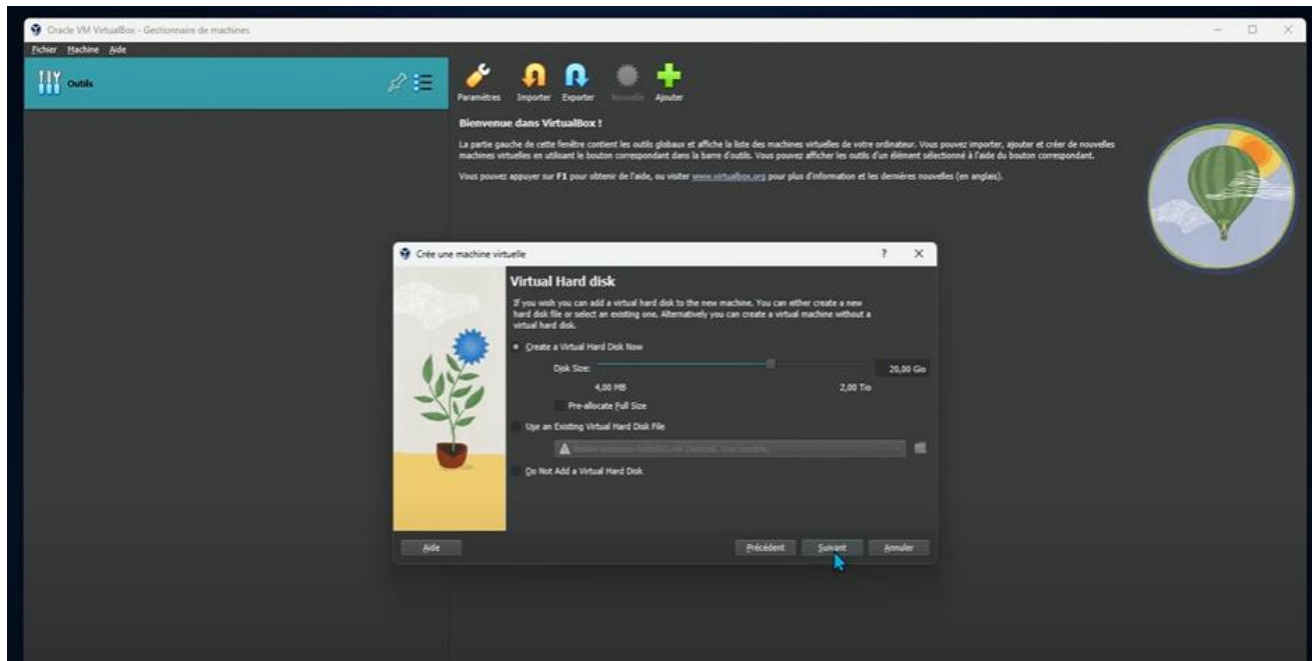 Oracle VM VirtualBox - Gestionnaire de machines
Fichier Machine Aide
Outils
Paramètres Importer Exporter Nouvelle Ajouter
Bienvenue dans VirtualBox !
La partie gauche de cette fenêtre contient les outils globaux et affiche la liste des machines virtuelles de votre ordinateur. Vous pouvez importer, ajouter et créer de nouvelles
machines virtuelles en utilisant le bouton correspondant dans la barre d'outils. Vous pouvez afficher les outils d'un élément sélectionné à l'aide du bouton correspondant.
Vous pouvez appuyer sur F1 pour obtenir de l'aide, ou visiter www.virtualbox.org pour plus d'information et les dernières nouvelles (en anglais).
Crée une machine virtuelle
Virtual Hard disk
If you wish you can add a virtual hard disk to the new machine. You can either create a new
hard disk file or select an existing one. Alternatively you can create a virtual machine without a
virtual hard disk.
Create a Virtual Hard Disk Now
Disk Size: 20,00 Gio
4,00 MB 2,00 Tio
Pre-allocate Full Size
Use an Existing Virtual Hard Disk File
Do Not Add a Virtual Hard Disk
Aide Précédent Suivant Annuler